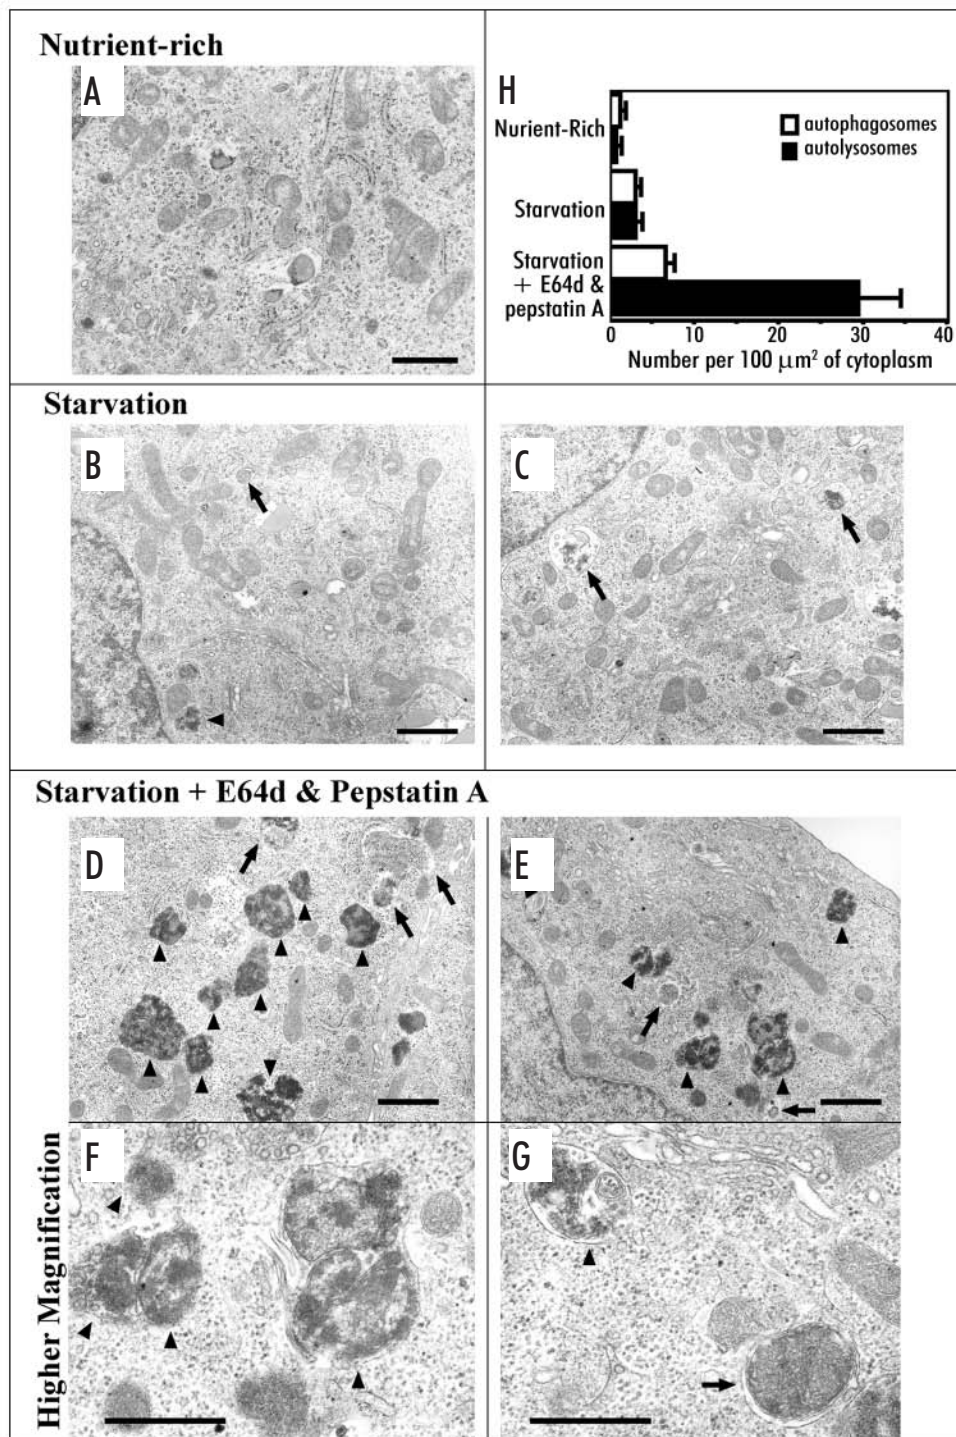 Nutrient-rich
A
H
Nurient-Rich
autophagosomes
autolysosomes
Starvation
Starvation
+ E64d &
pepstatin A
0 10 20 30 40
Number per 100 µm² of cytoplasm
Starvation
B
C
Starvation + E64d & Pepstatin A
D
E
Higher Magnification
F
G